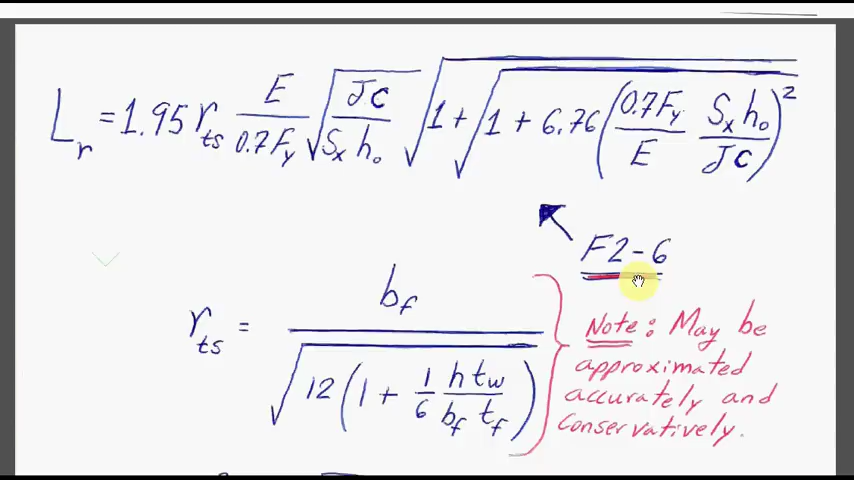 L_r = 1.95 r_ts E/0.7F_y √(Jc/S_x h_o) √(1 + √(1 + 6.76 (0.7F_y/E S_x h_o/Jc)²))
F2-6
r_ts = b_f / √(12(1 + 1/6 h t_w/b_f t_f))
Note: May be
approximated
accurately and
conservatively.